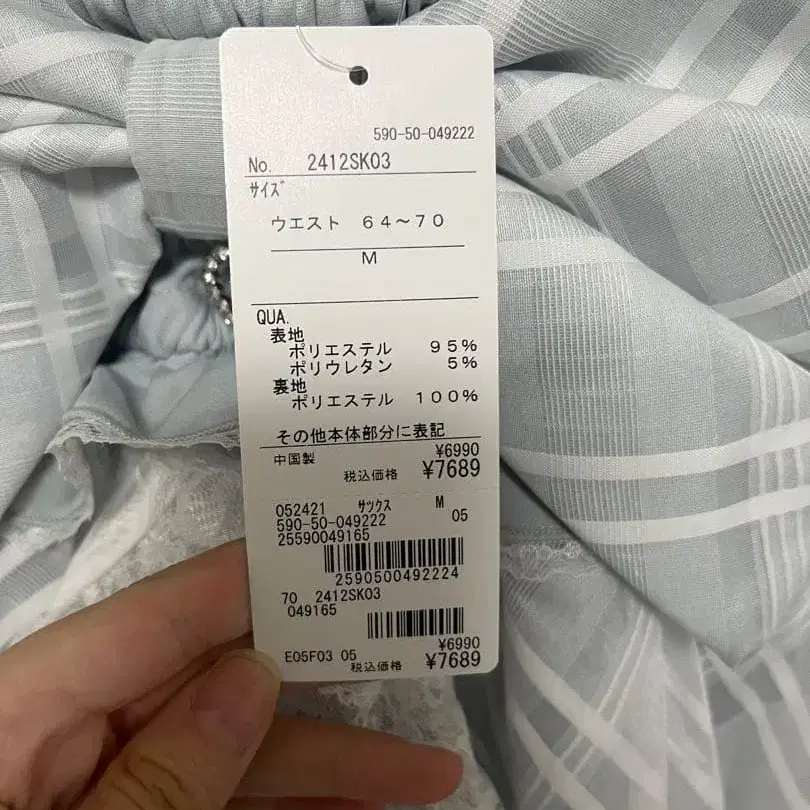 590-50-049222
No. 2412SK03
サイズ
ウエスト 64～70
M
QUA.
表地
ポリエステル 95%
ポリウレタン 5%
裏地
ポリエステル 100%
その他本体部分に表記
中国製 ¥6990
税込価格 ¥7689
052421 サックス M
590-50-049222 05
25590049165
2590500492224
70 2412SK03
049165
¥6990
E05F03 05 税込価格 ¥7689